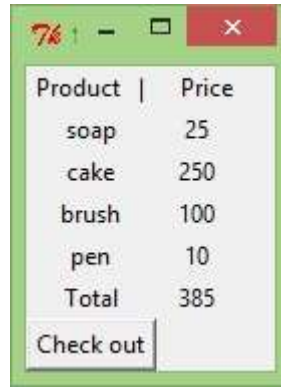 Product | Price
soap 25
cake 250
brush 100
pen 10
Total 385
Check out